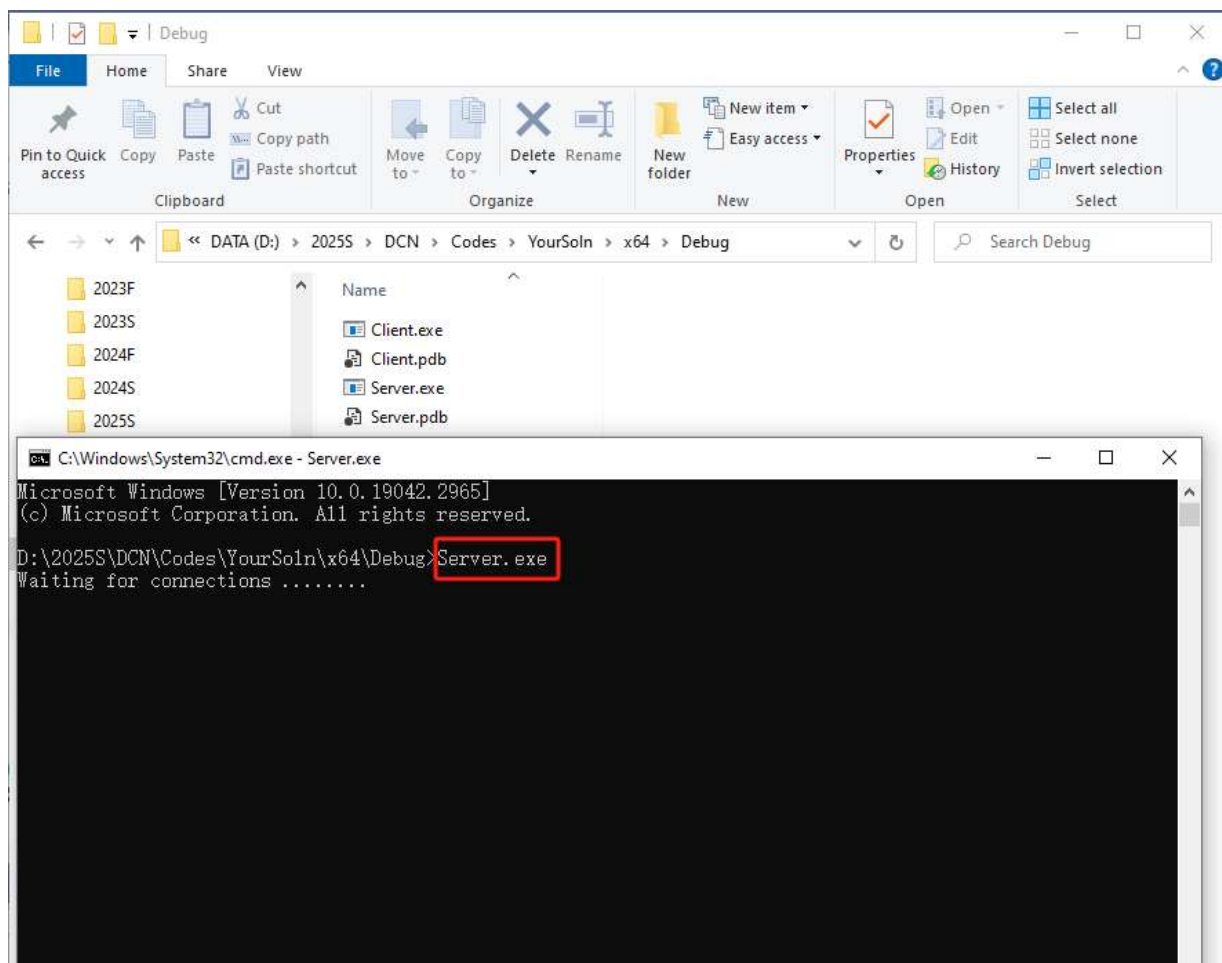 Debug
File Home Share View
Pin to Quick access
Copy
Paste
Cut
Copy path
Paste shortcut
Move to
Copy to
Delete
Rename
New folder
New item
Easy access
Properties
Open
Edit
History
Select all
Select none
Invert selection
Clipboard Organize New Open Select
« DATA (D:) > 2025S > DCN > Codes > YourSoln > x64 > Debug
Search Debug
2023F
2023S
2024F
2024S
2025S
Name
Client.exe
Client.pdb
Server.exe
Server.pdb
C:\Windows\System32\cmd.exe - Server.exe
Microsoft Windows [Version 10.0.19042.2965]
(c) Microsoft Corporation. All rights reserved.
D:\2025S\DCN\Codes\YourSoln\x64\Debug>Server.exe
Waiting for connections ........